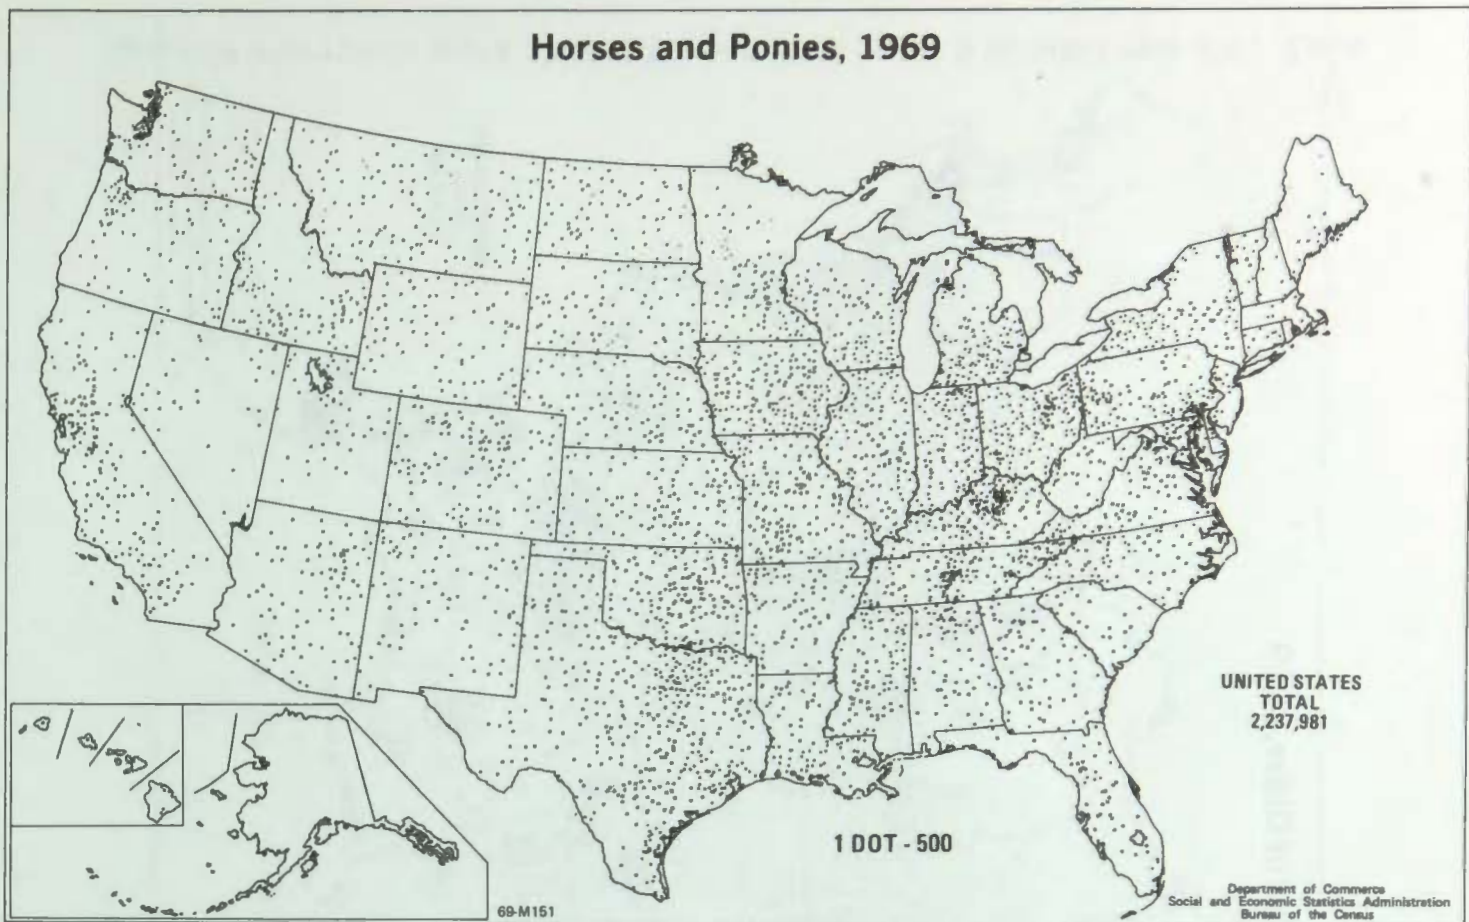 Horses and Ponies, 1969
UNITED STATES
TOTAL
2,237,981
1 DOT - 500
69-M151
Department of Commerce
Social and Economic Statistics Administration
Bureau of the Census